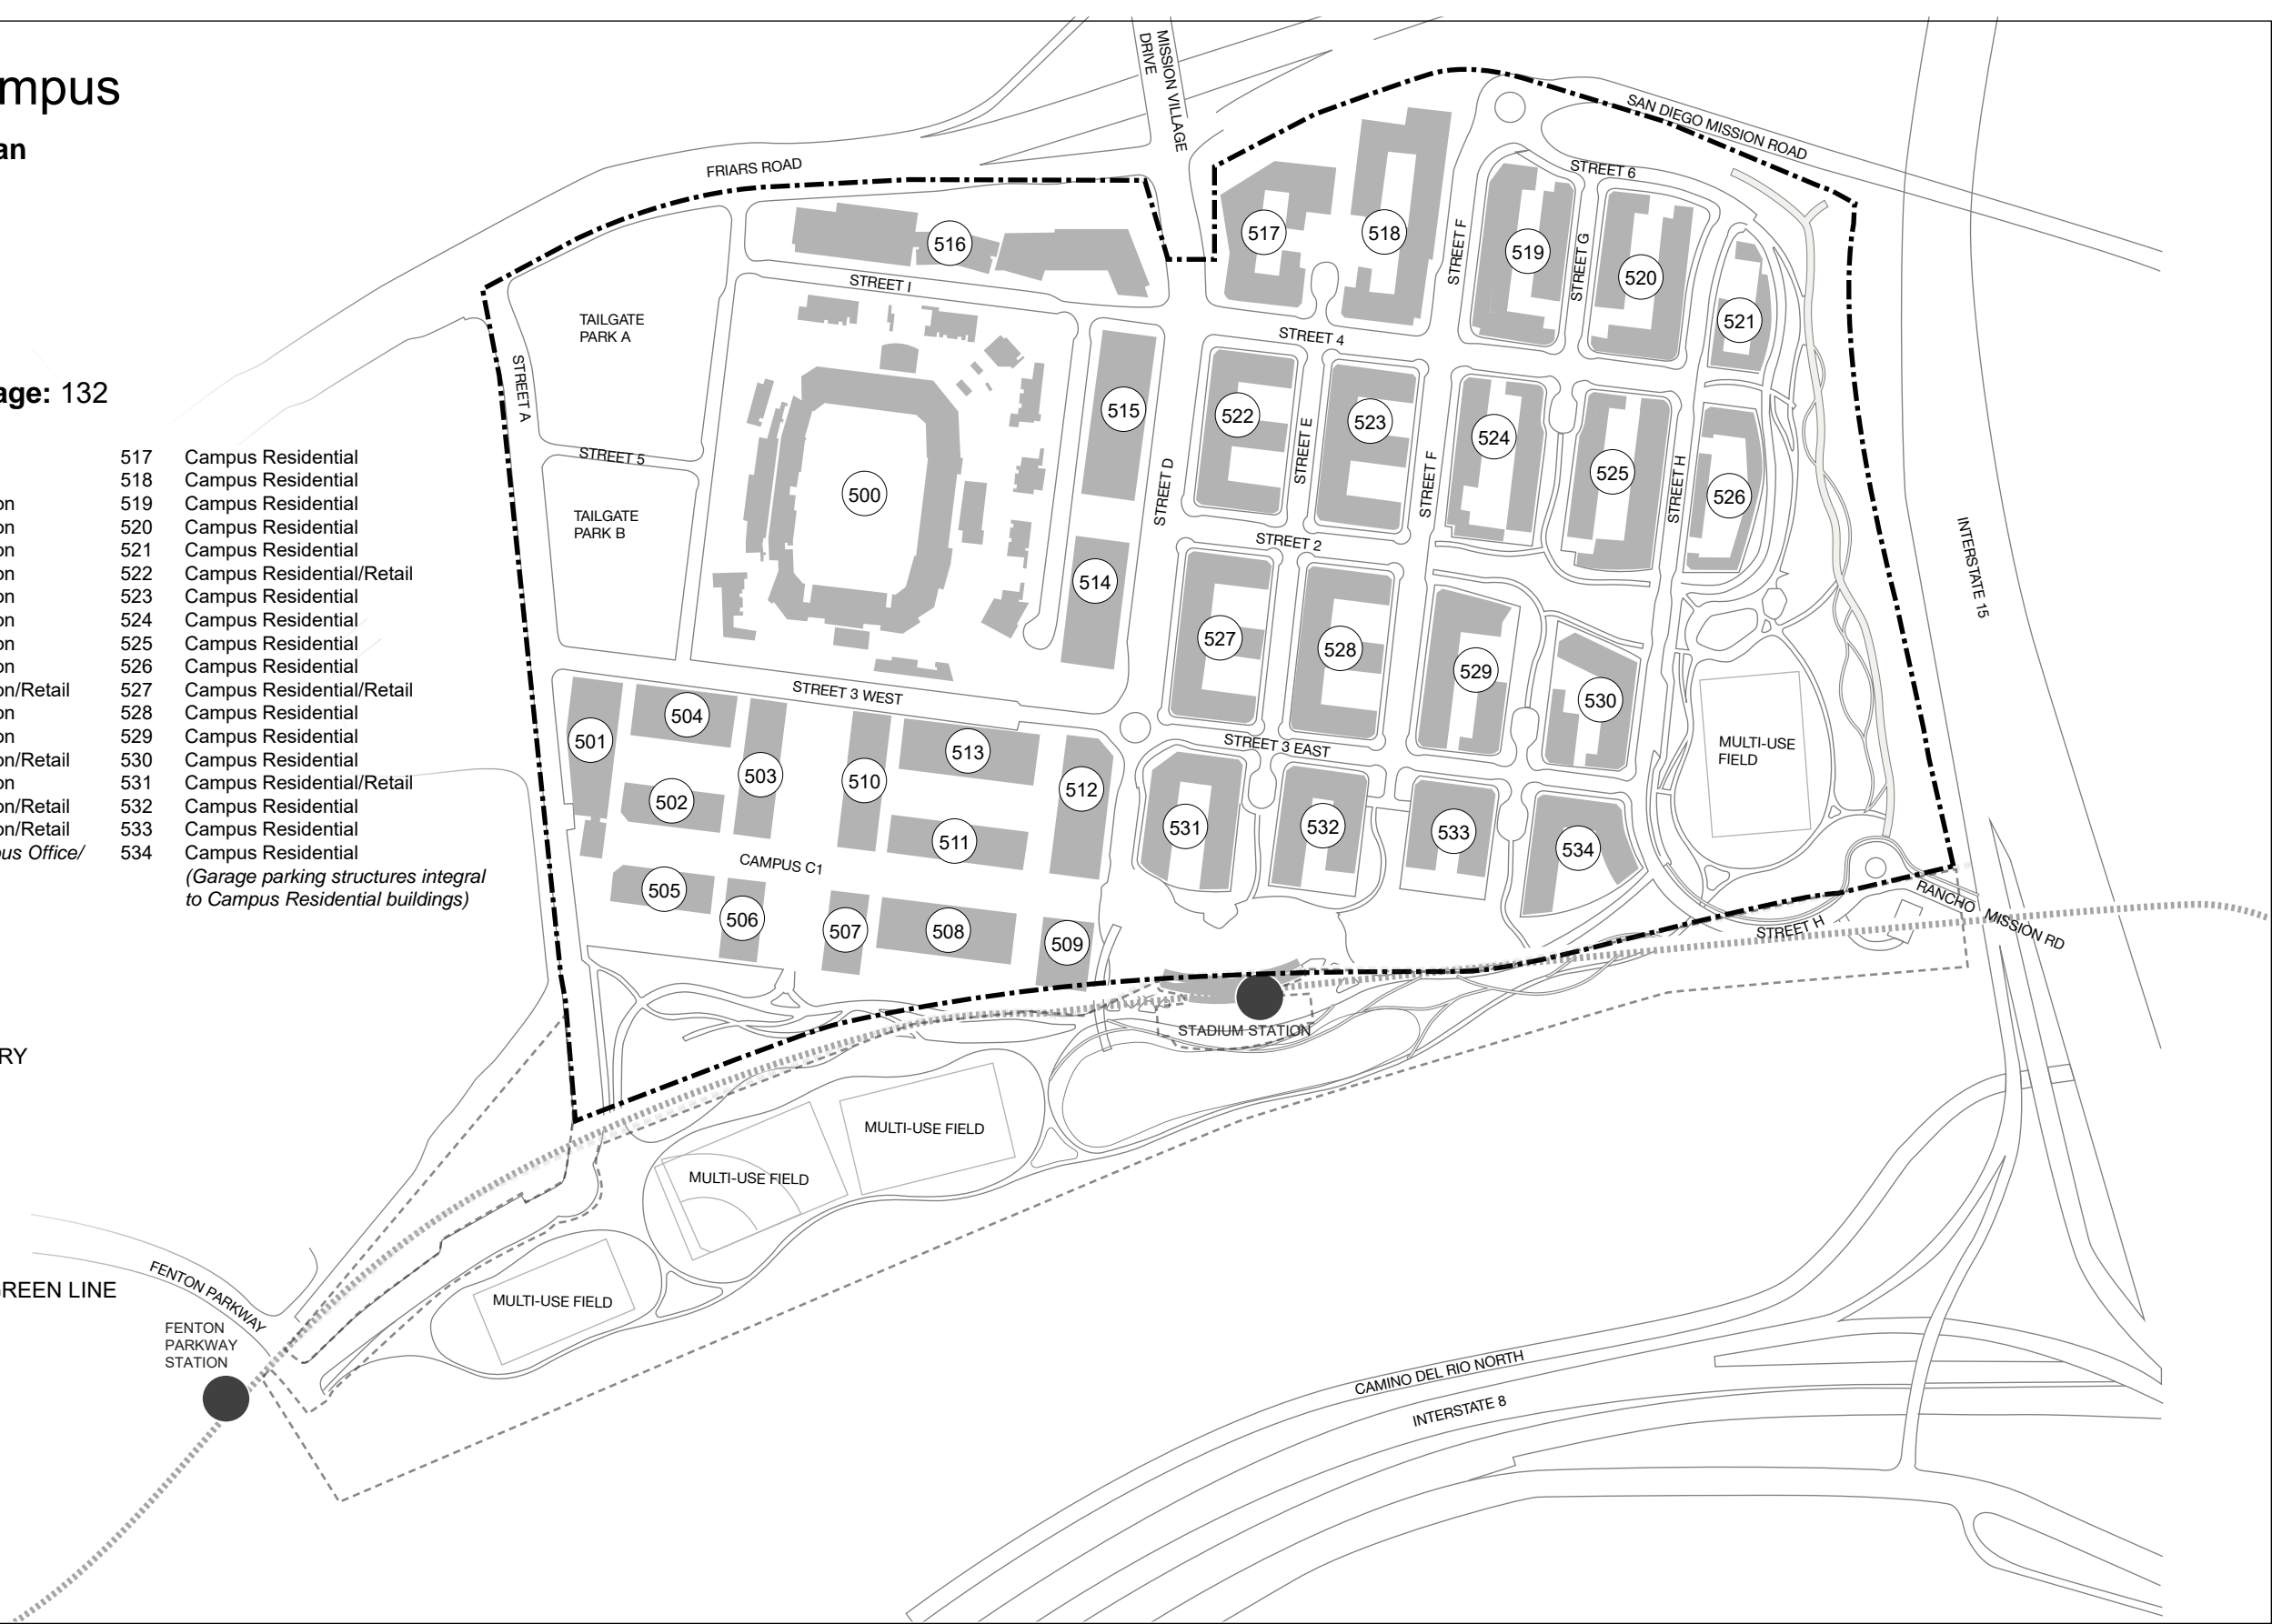 mpus
an
age: 132
517 Campus Residential
518 Campus Residential
on 519 Campus Residential
on 520 Campus Residential
on 521 Campus Residential
on 522 Campus Residential/Retail
on 523 Campus Residential
on 524 Campus Residential
on 525 Campus Residential
on 526 Campus Residential
on/Retail 527 Campus Residential/Retail
on 528 Campus Residential
on 529 Campus Residential
on/Retail 530 Campus Residential
on 531 Campus Residential/Retail
on/Retail 532 Campus Residential
on/Retail 533 Campus Residential
pus Office/ 534 Campus Residential
(Garage parking structures integral
to Campus Residential buildings)
RY
GREEN LINE
MISSION VILLAGE
DRIVE
FRIARS ROAD
SAN DIEGO MISSION ROAD
STREET 6
STREET F
STREET G
516
517
518
519
520
521
STREET I
STREET 4
TAILGATE
PARK A
STREET A
STREET 5
TAILGATE
PARK B
500
515
514
STREET D
522
STREET E
523
STREET F
524
525
STREET H
526
INTERSTATE 15
STREET 2
527
528
529
530
STREET 3 WEST
STREET 3 EAST
MULTI-USE
FIELD
501
504
503
502
510
513
511
512
531
532
533
534
CAMPUS C1
505
506
507
508
509
STREET H
RANCHO MISSION RD
STADIUM STATION
MULTI-USE FIELD
MULTI-USE FIELD
MULTI-USE FIELD
FENTON PARKWAY
FENTON
PARKWAY
STATION
CAMINO DEL RIO NORTH
INTERSTATE 8